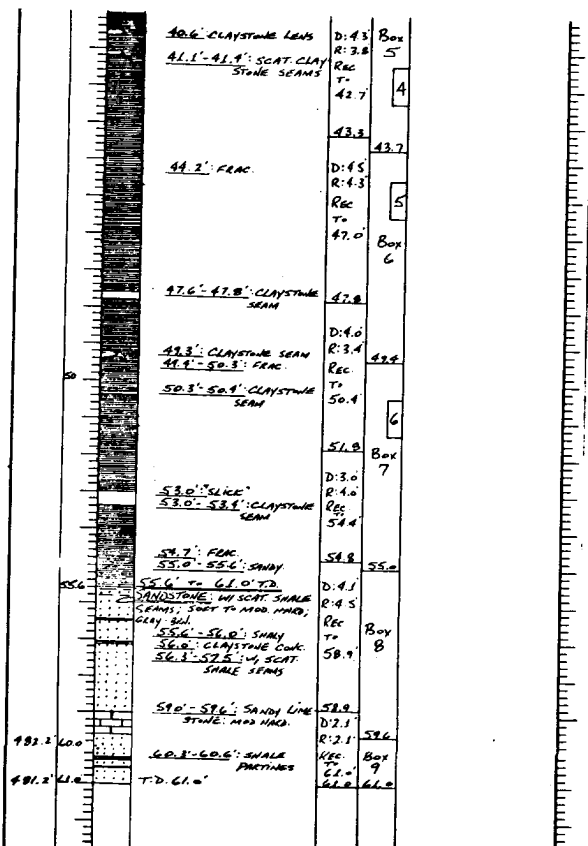 40.6' CLAYSTONE LENS
41.1'-41.4': SCAT. CLAY
STONE SEAMS
D: 4.3'
R: 3.8
REC
TO
42.7
Box
5
4
43.3
43.7
44.2': FRAC.
D: 4.5
R: 4.3
REC
TO
47.0'
5
Box
6
47.6'-47.8': CLAYSTONE
SEAM
47.8
49.3': CLAYSTONE SEAM
49.4'-50.3': FRAC.
50.3'-50.4': CLAYSTONE
SEAM
D: 4.0
R: 3.4
REC.
TO
50.4
49.4
50
6
51.8
Box
7
53.0': "SLICK"
53.0'-53.4': CLAYSTONE
SEAM
D: 3.0
R: 4.0
REC
TO
54.4
54.7': FRAC.
55.0'-55.6': SANDY.
54.8
55.0
55.6
55.6' TO 61.0' T.D.
SANDSTONE: W/ SCAT. SHALE
SEAMS; SOFT TO MOD. HARD;
GRAY
55.6'-56.0': SHALY
56.0': CLAYSTONE CONC.
56.3'-57.5': W/ SCAT.
SHALE SEAMS
D: 4.1
R: 4.5
REC
TO
58.9
Box
8
59.0'-59.6': SANDY LIME
STONE: MOD HARD.
58.9
D: 2.1'
R: 2.1'
REC.
TO
61.0'
59.6
Box
9
483.2' 60.0
60.3'-60.6': SHALE
PARTINGS
481.2' 61.0
T.D. 61.0'
61.0
61.0